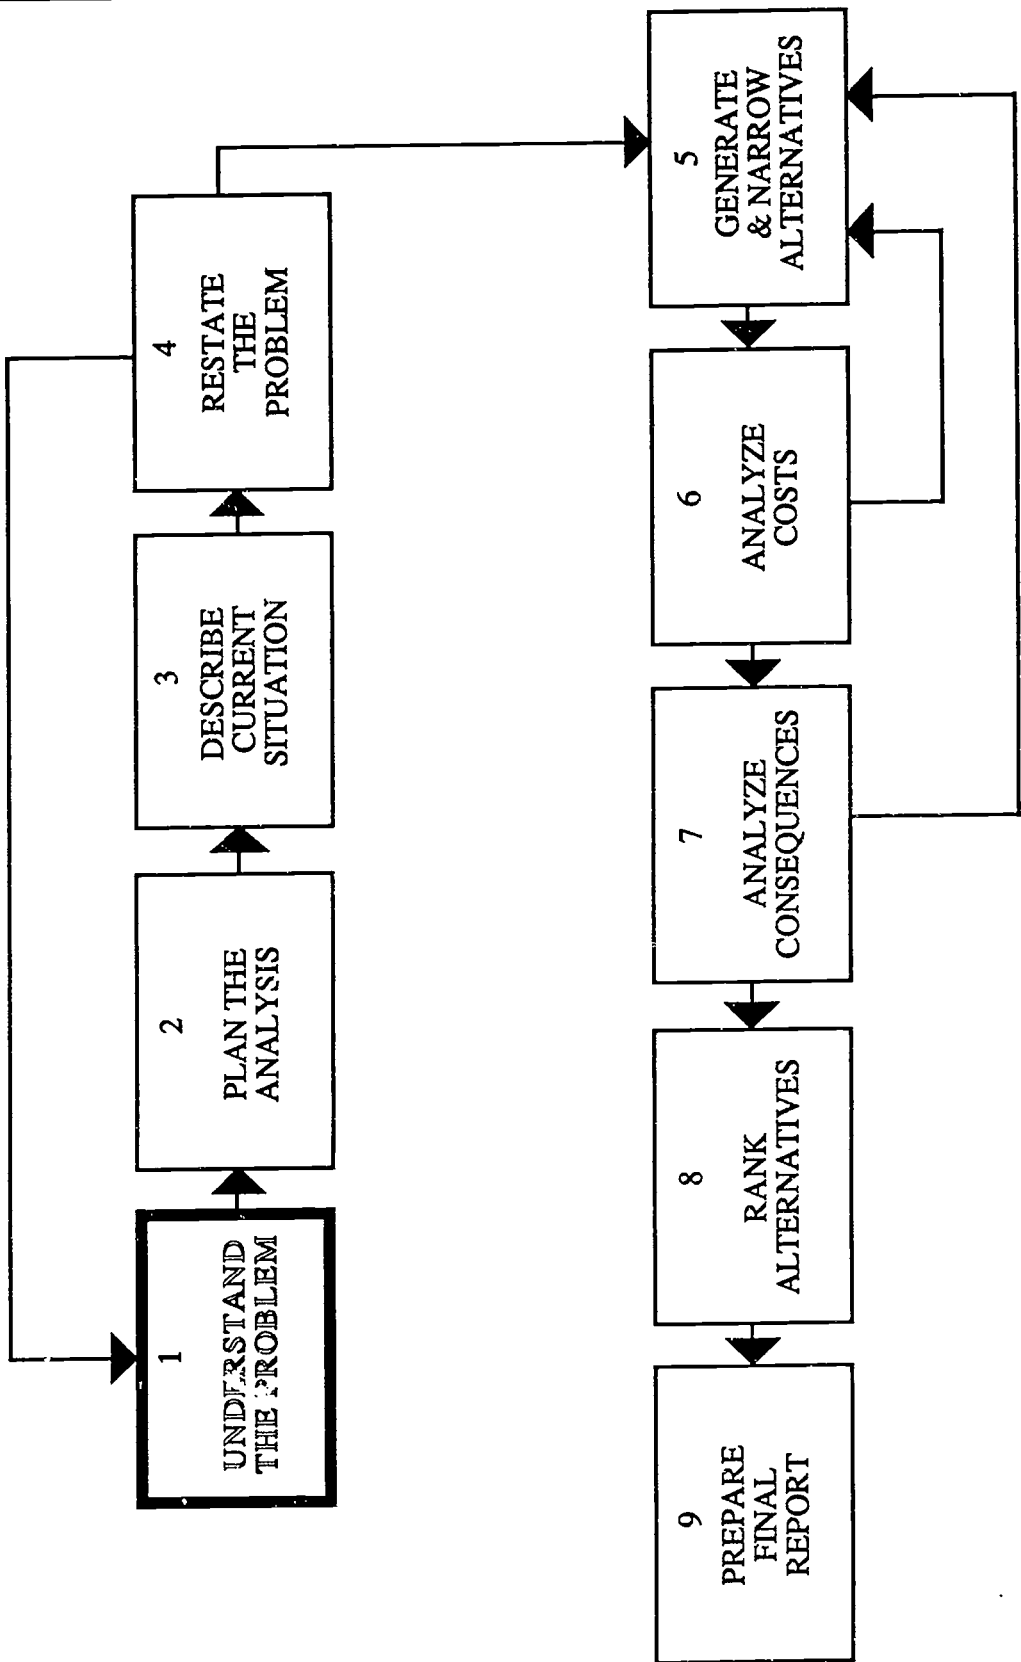 1
UNDERSTAND
THE PROBLEM
2
PLAN THE
ANALYSIS
3
DESCRIBE
CURRENT
SITUATION
4
RESTATE
THE
PROBLEM
5
GENERATE
& NARROW
ALTERNATIVES
6
ANALYZE
COSTS
7
ANALYZE
CONSEQUENCES
8
RANK
ALTERNATIVES
9
PREPARE
FINAL
REPORT